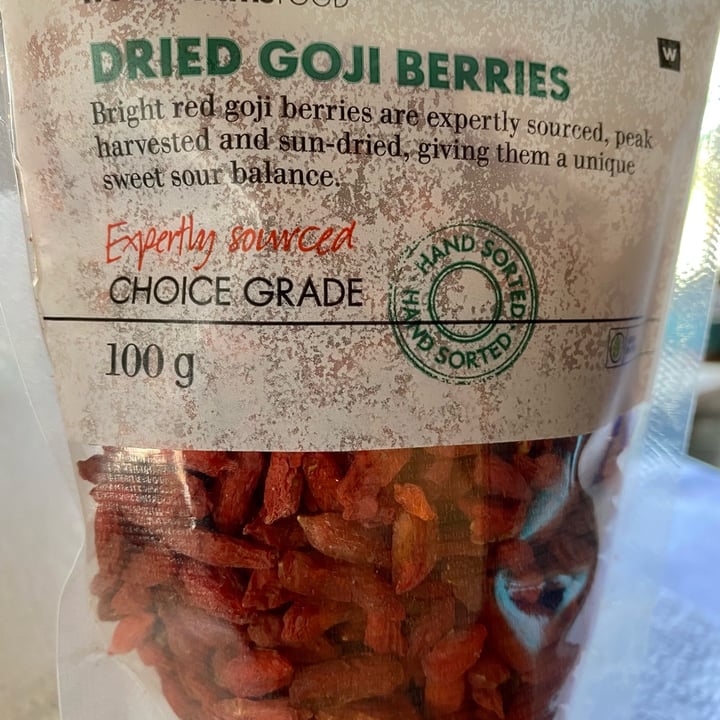 FOOD
DRIED GOJI BERRIES
W
Bright red goji berries are expertly sourced, peak
harvested and sun-dried, giving them a unique
sweet sour balance.
Expertly sourced
CHOICE GRADE
HAND SORTED
HAND SORTED
100 g